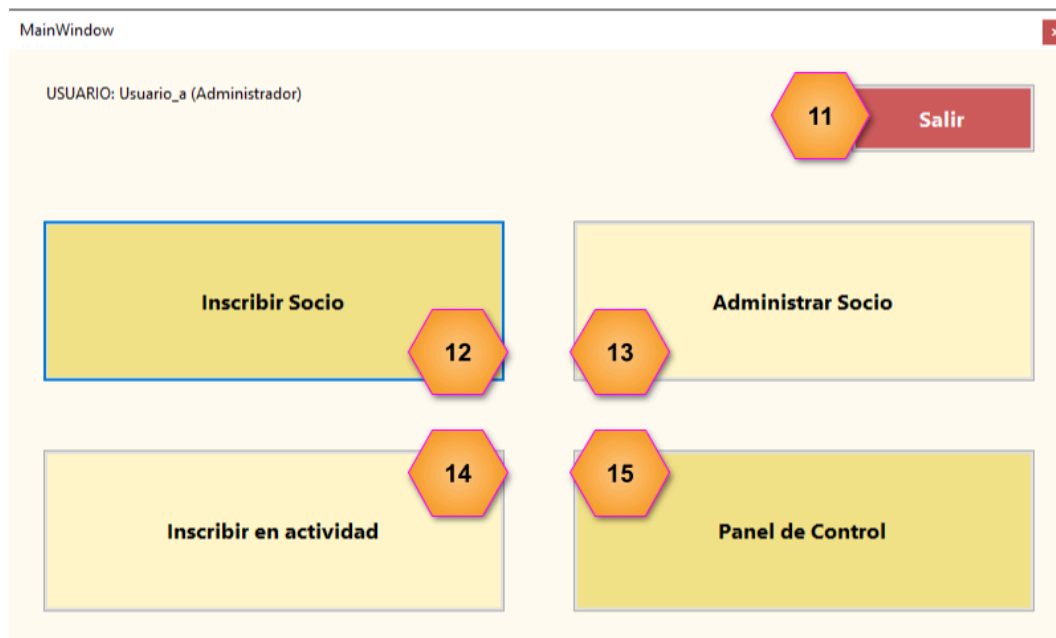 MainWindow
x
USUARIO: Usuario_a (Administrador)
11
Salir
Inscribir Socio
Administrar Socio
12
13
14
15
Inscribir en actividad
Panel de Control